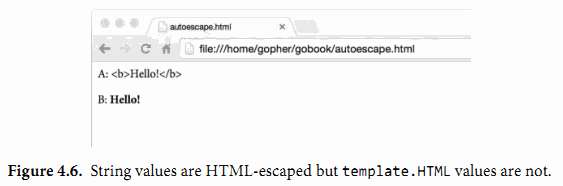 autoescape.html
file:///home/gopher/gobook/autoescape.html
A: <b>Hello!</b>
B: Hello!
Figure 4.6. String values are HTML-escaped but template.HTML values are not.